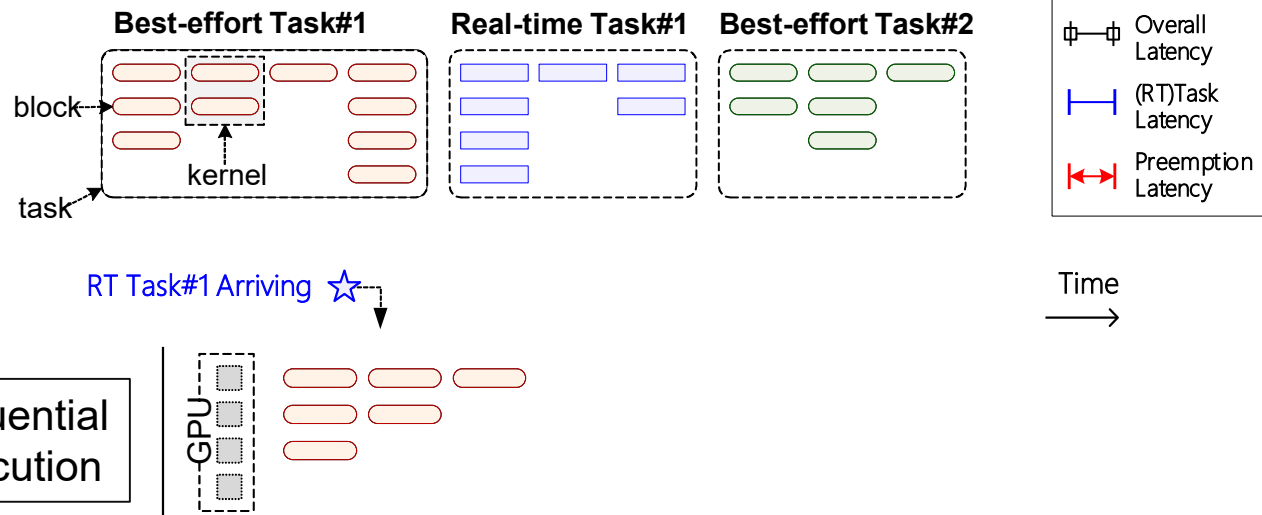 Best-effort Task#1
Real-time Task#1
Best-effort Task#2
block
kernel
task
Overall
Latency
(RT)Task
Latency
Preemption
Latency
RT Task#1 Arriving
Time
GPU